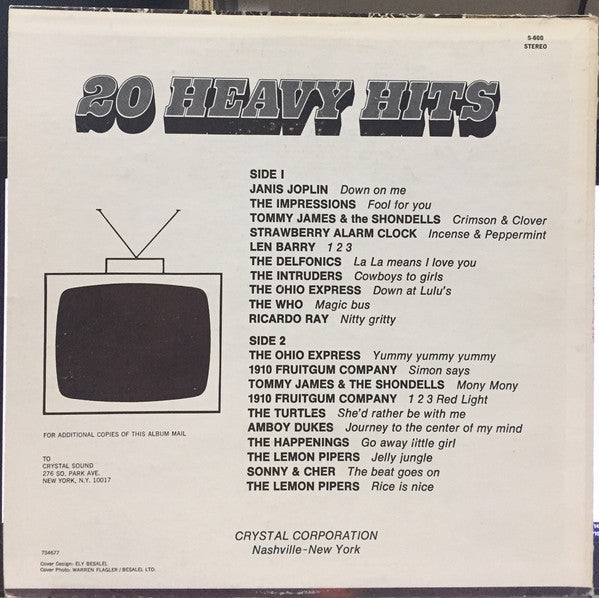 S-600
STEREO
20 HEAVY HITS
SIDE I
JANIS JOPLIN Down on me
THE IMPRESSIONS Fool for you
TOMMY JAMES & the SHONDELLS Crimson & Clover
STRAWBERRY ALARM CLOCK Incense & Peppermint
LEN BARRY 1 2 3
THE DELFONICS La La means I love you
THE INTRUDERS Cowboys to girls
THE OHIO EXPRESS Down at Lulu's
THE WHO Magic bus
RICARDO RAY Nitty gritty
SIDE 2
THE OHIO EXPRESS Yummy yummy yummy
1910 FRUITGUM COMPANY Simon says
TOMMY JAMES & THE SHONDELLS Mony Mony
1910 FRUITGUM COMPANY 1 2 3 Red Light
THE TURTLES She'd rather be with me
AMBOY DUKES Journey to the center of my mind
THE HAPPENINGS Go away little girl
THE LEMON PIPERS Jelly jungle
SONNY & CHER The beat goes on
THE LEMON PIPERS Rice is nice
FOR ADDITIONAL COPIES OF THIS ALBUM MAIL
TO
CRYSTAL SOUND
276 SO. PARK AVE.
NEW YORK, N.Y. 10017
CRYSTAL CORPORATION
Nashville-New York
734677
Cover Design: ELY BESALEL
Cover Photo: WARREN FLAGLER / BESALEL LTD.